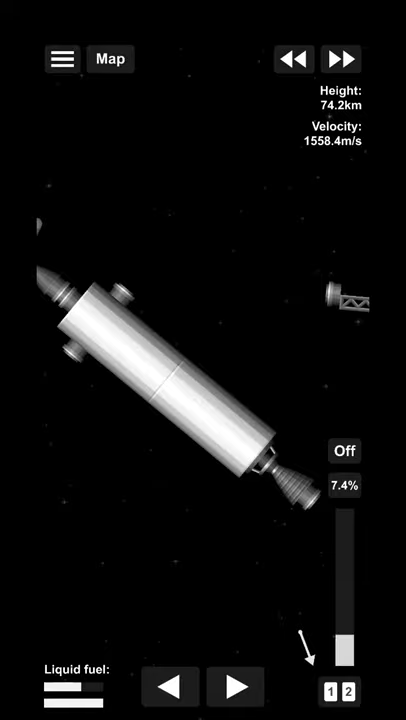 Map
Height:
74.2km
Velocity:
1558.4m/s
Off
7.4%
Liquid fuel:
1 2